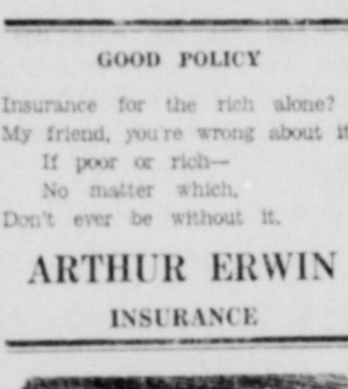 GOOD POLICY
Insurance for the rich alone?
My friend, you're wrong about it
If poor or rich—
No matter which,
Don't ever be without it.
ARTHUR ERWIN
INSURANCE